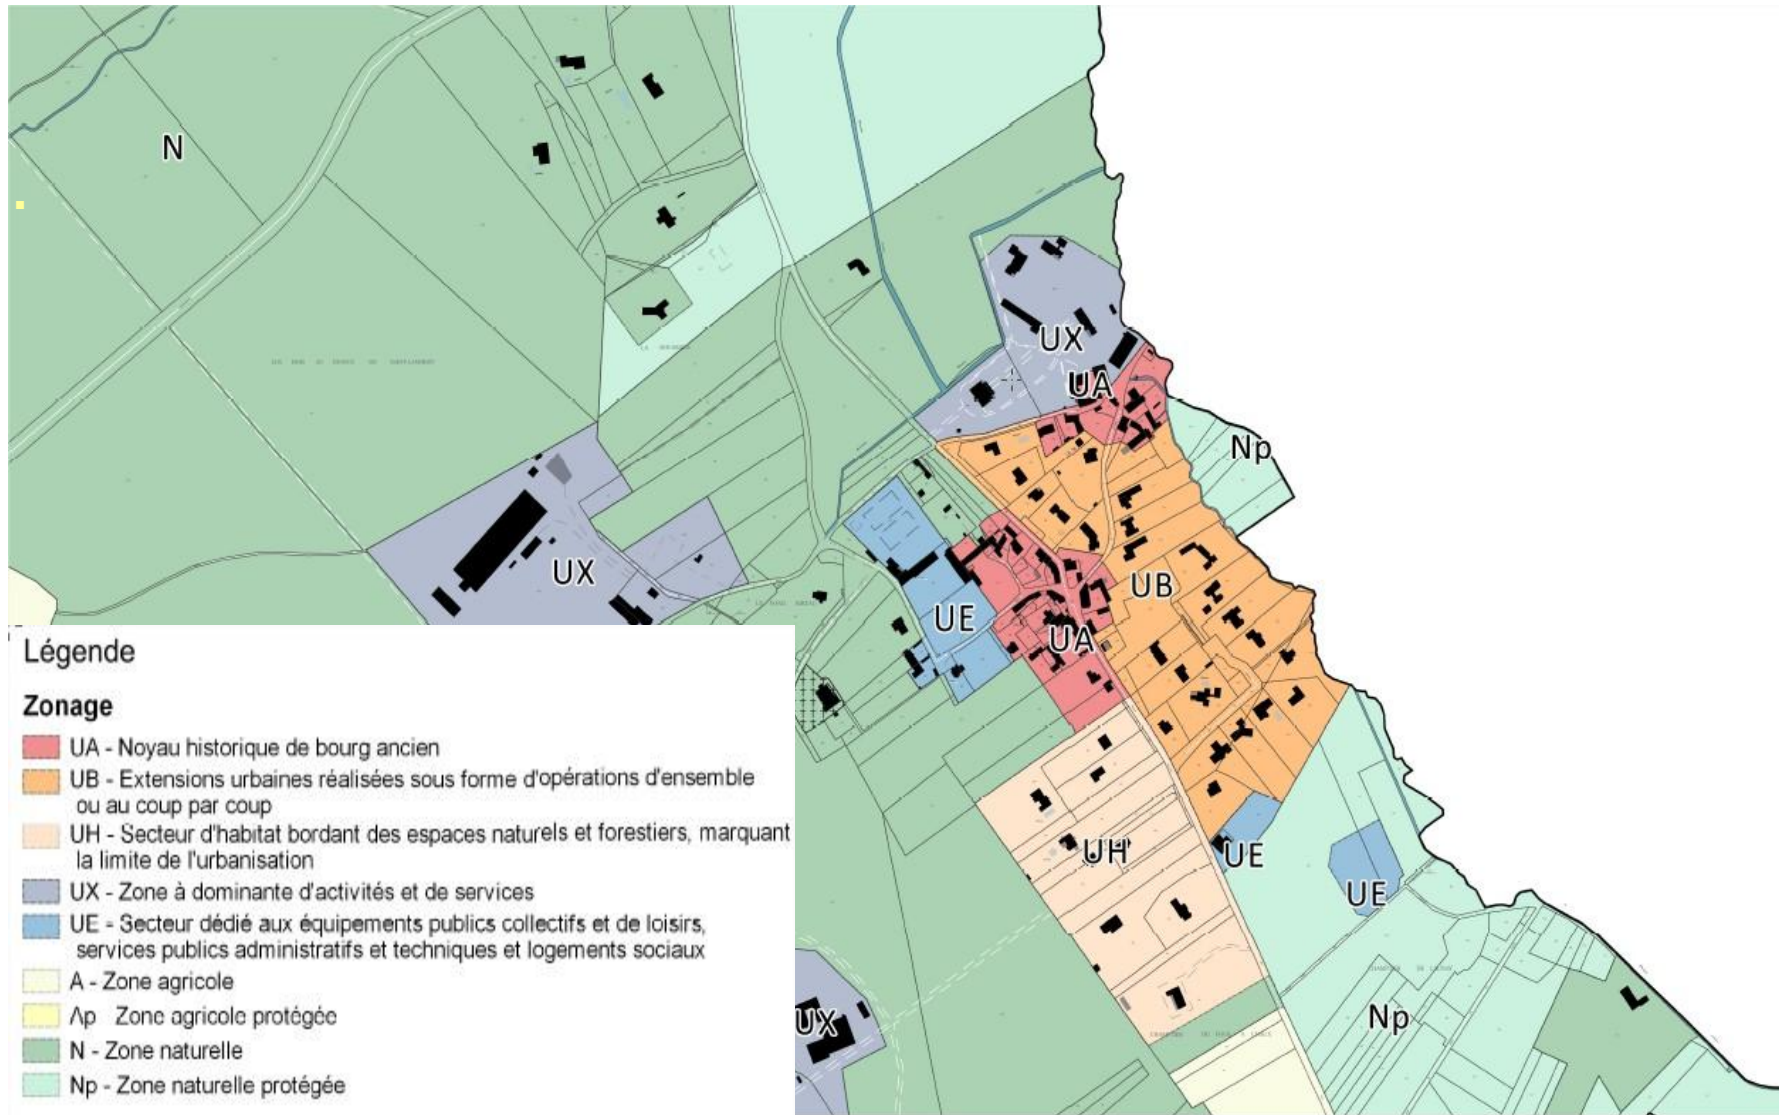 N
UX
UA
Np
UX
UB
UE
UA
UH
UE
UE
UX
Np
Légende
Zonage
UA - Noyau historique de bourg ancien
UB - Extensions urbaines réalisées sous forme d'opérations d'ensemble
ou au coup par coup
UH - Secteur d'habitat bordant des espaces naturels et forestiers, marquant
la limite de l'urbanisation
UX - Zone à dominante d'activités et de services
UE - Secteur dédié aux équipements publics collectifs et de loisirs,
services publics administratifs et techniques et logements sociaux
A - Zone agricole
Ap Zone agricole protégée
N - Zone naturelle
Np - Zone naturelle protégée